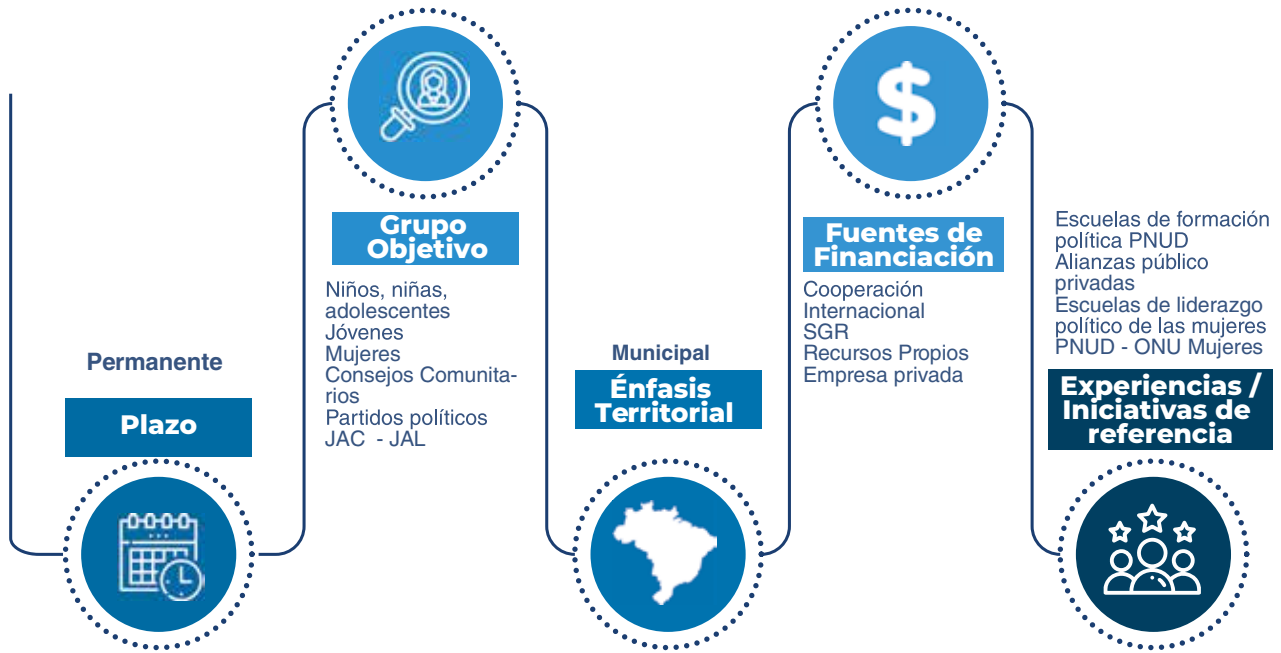 Permanente
Plazo
Grupo
Objetivo
Niños, niñas,
adolescentes
Jóvenes
Mujeres
Consejos Comunita-
rios
Partidos políticos
JAC - JAL
Municipal
Énfasis
Territorial
$
Fuentes de
Financiación
Cooperación
Internacional
SGR
Recursos Propios
Empresa privada
Escuelas de formación
política PNUD
Alianzas público
privadas
Escuelas de liderazgo
político de las mujeres
PNUD - ONU Mujeres
Experiencias /
Iniciativas de
referencia